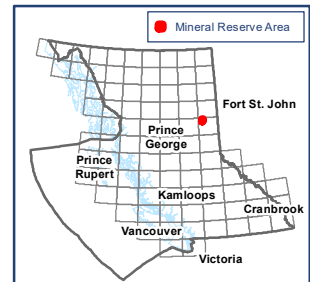 Mineral Reserve Area
Fort St. John
Prince
George
Prince
Rupert
Kamloops
Cranbrook
Vancouver
Victoria